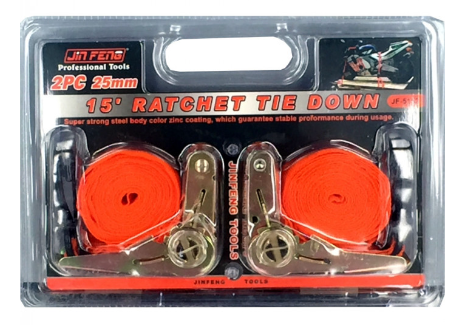 JIN FENG
Professional Tools
2PC 25mm
15' RATCHET TIE DOWN
Super strong steel body color zinc coating, which guarantee stable proformance during usage.
JINFENG TOOLS
JINFENG TOOLS